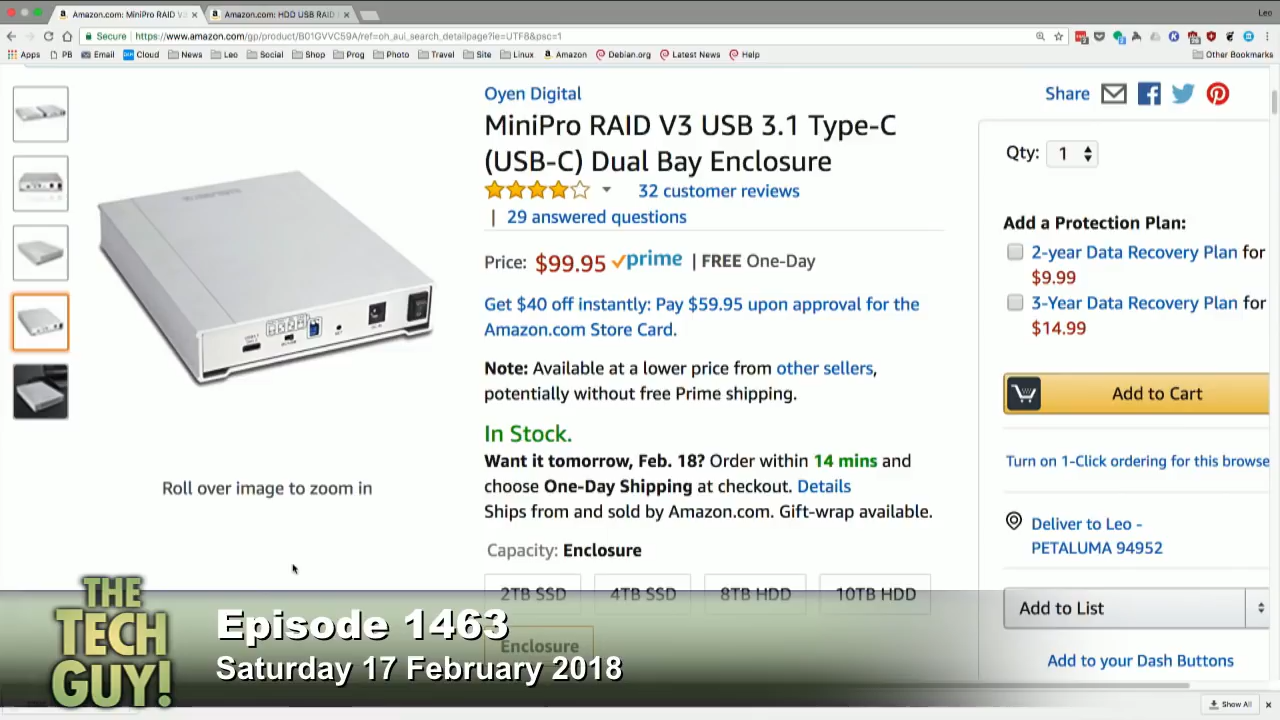 Leo
Amazon.com: MiniPro RAID V3
Amazon.com: HDD USB RAID
Secure
https://www.amazon.com/gp/product/B01GVVC59A/ref=oh_aui_search_detailpage?ie=UTF8&psc=1
Apps PB Email Cloud News Leo Social Shop Prog Photo Travel Site Linux Amazon Debian.org Latest News Help Other Bookmarks
Oyen Digital
MiniPro RAID V3 USB 3.1 Type-C
(USB-C) Dual Bay Enclosure
32 customer reviews
| 29 answered questions
Price: $99.95 prime | FREE One-Day
Get $40 off instantly: Pay $59.95 upon approval for the
Amazon.com Store Card.
Note: Available at a lower price from other sellers,
potentially without free Prime shipping.
In Stock.
Want it tomorrow, Feb. 18? Order within 14 mins and
choose One-Day Shipping at checkout. Details
Ships from and sold by Amazon.com. Gift-wrap available.
Capacity: Enclosure
2TB SSD 4TB SSD 8TB HDD 10TB HDD
Enclosure
Roll over image to zoom in
Share
Qty: 1
Add a Protection Plan:
2-year Data Recovery Plan for
$9.99
3-Year Data Recovery Plan for
$14.99
Add to Cart
Turn on 1-Click ordering for this browse
Deliver to Leo -
PETALUMA 94952
Add to List
Add to your Dash Buttons
Show All
THE
TECH
GUY!
Episode 1463
Saturday 17 February 2018